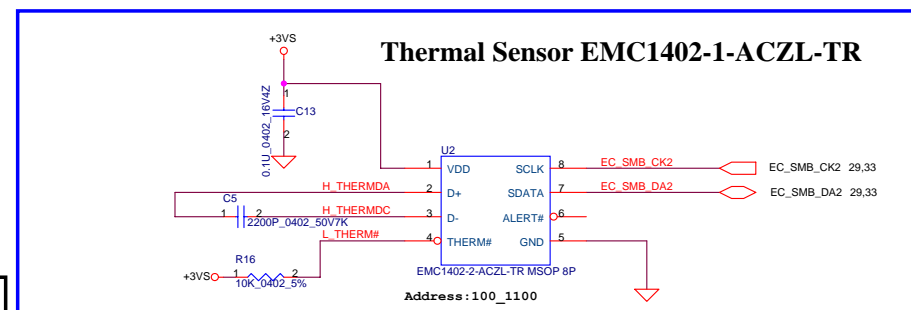 +3VS
Thermal Sensor EMC1402-1-ACZL-TR
1
C13
2
0.1U_0402_16V4Z
U2
1 VDD SCLK 8 EC_SMB_CK2 EC_SMB_CK2 29,33
H_THERMDA 2 D+ SDATA 7 EC_SMB_DA2 EC_SMB_DA2 29,33
C5
1 2 H_THERMDC 3 D- ALERT# 6
2200P_0402_50V7K
L_THERM# 4 THERM# GND 5
R16
+3VS 1 2
10K_0402_5%
EMC1402-2-ACZL-TR MSOP 8P
Address:100_1100